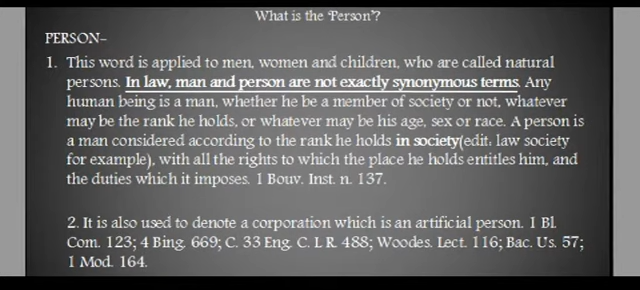 What is the 'Person'?
PERSON-
1. This word is applied to men, women and children, who are called natural
persons. In law, man and person are not exactly synonymous terms. Any
human being is a man, whether he be a member of society or not, whatever
may be the rank he holds, or whatever may be his age, sex or race. A person is
a man considered according to the rank he holds in society(edit: law society
for example), with all the rights to which the place he holds entitles him, and
the duties which it imposes. 1 Bouv. Inst. n. 137.
2. It is also used to denote a corporation which is an artificial person. 1 Bl.
Com. 123; 4 Bing. 669; C. 33 Eng. C. L R. 488; Woodes. Lect. 116; Bac. Us. 57;
1 Mod. 164.